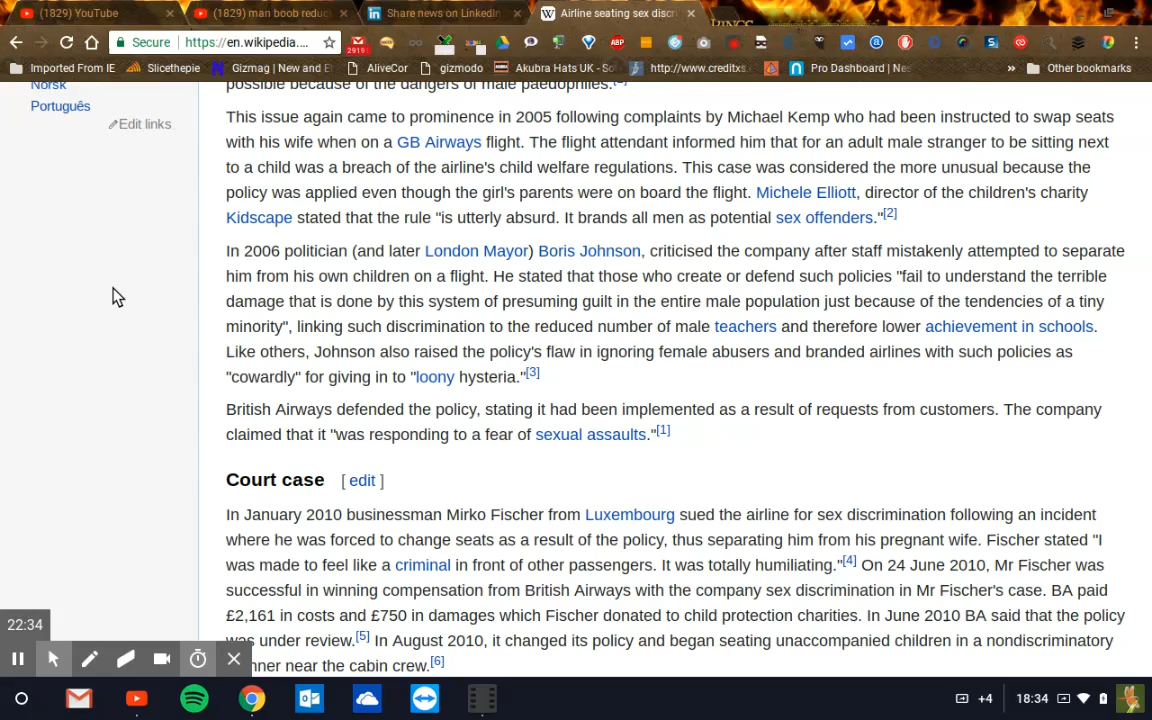 (1829) YouTube
(1829) man boob reduc
Share news on LinkedIn
Airline seating sex discri
Secure
https://en.wikipedia....
2919
ABP
Imported From IE
Slicethepie
Gizmag | New and E
AliveCor
gizmodo
Akubra Hats UK - So
http://www.creditxs.
Pro Dashboard | Ne
»
Other bookmarks
Norsk
Português
Edit links
possible because of the dangers of male paedophiles.
This issue again came to prominence in 2005 following complaints by Michael Kemp who had been instructed to swap seats
with his wife when on a GB Airways flight. The flight attendant informed him that for an adult male stranger to be sitting next
to a child was a breach of the airline's child welfare regulations. This case was considered the more unusual because the
policy was applied even though the girl's parents were on board the flight. Michele Elliott, director of the children's charity
Kidscape stated that the rule "is utterly absurd. It brands all men as potential sex offenders."[2]
In 2006 politician (and later London Mayor) Boris Johnson, criticised the company after staff mistakenly attempted to separate
him from his own children on a flight. He stated that those who create or defend such policies "fail to understand the terrible
damage that is done by this system of presuming guilt in the entire male population just because of the tendencies of a tiny
minority", linking such discrimination to the reduced number of male teachers and therefore lower achievement in schools.
Like others, Johnson also raised the policy's flaw in ignoring female abusers and branded airlines with such policies as
"cowardly" for giving in to "loony hysteria."[3]
British Airways defended the policy, stating it had been implemented as a result of requests from customers. The company
claimed that it "was responding to a fear of sexual assaults."[1]
Court case [ edit ]
In January 2010 businessman Mirko Fischer from Luxembourg sued the airline for sex discrimination following an incident
where he was forced to change seats as a result of the policy, thus separating him from his pregnant wife. Fischer stated "I
was made to feel like a criminal in front of other passengers. It was totally humiliating."[4] On 24 June 2010, Mr Fischer was
successful in winning compensation from British Airways with the company sex discrimination in Mr Fischer's case. BA paid
£2,161 in costs and £750 in damages which Fischer donated to child protection charities. In June 2010 BA said that the policy
was under review.[5] In August 2010, it changed its policy and began seating unaccompanied children in a nondiscriminatory
nner near the cabin crew.[6]
22:34
+4
18:34